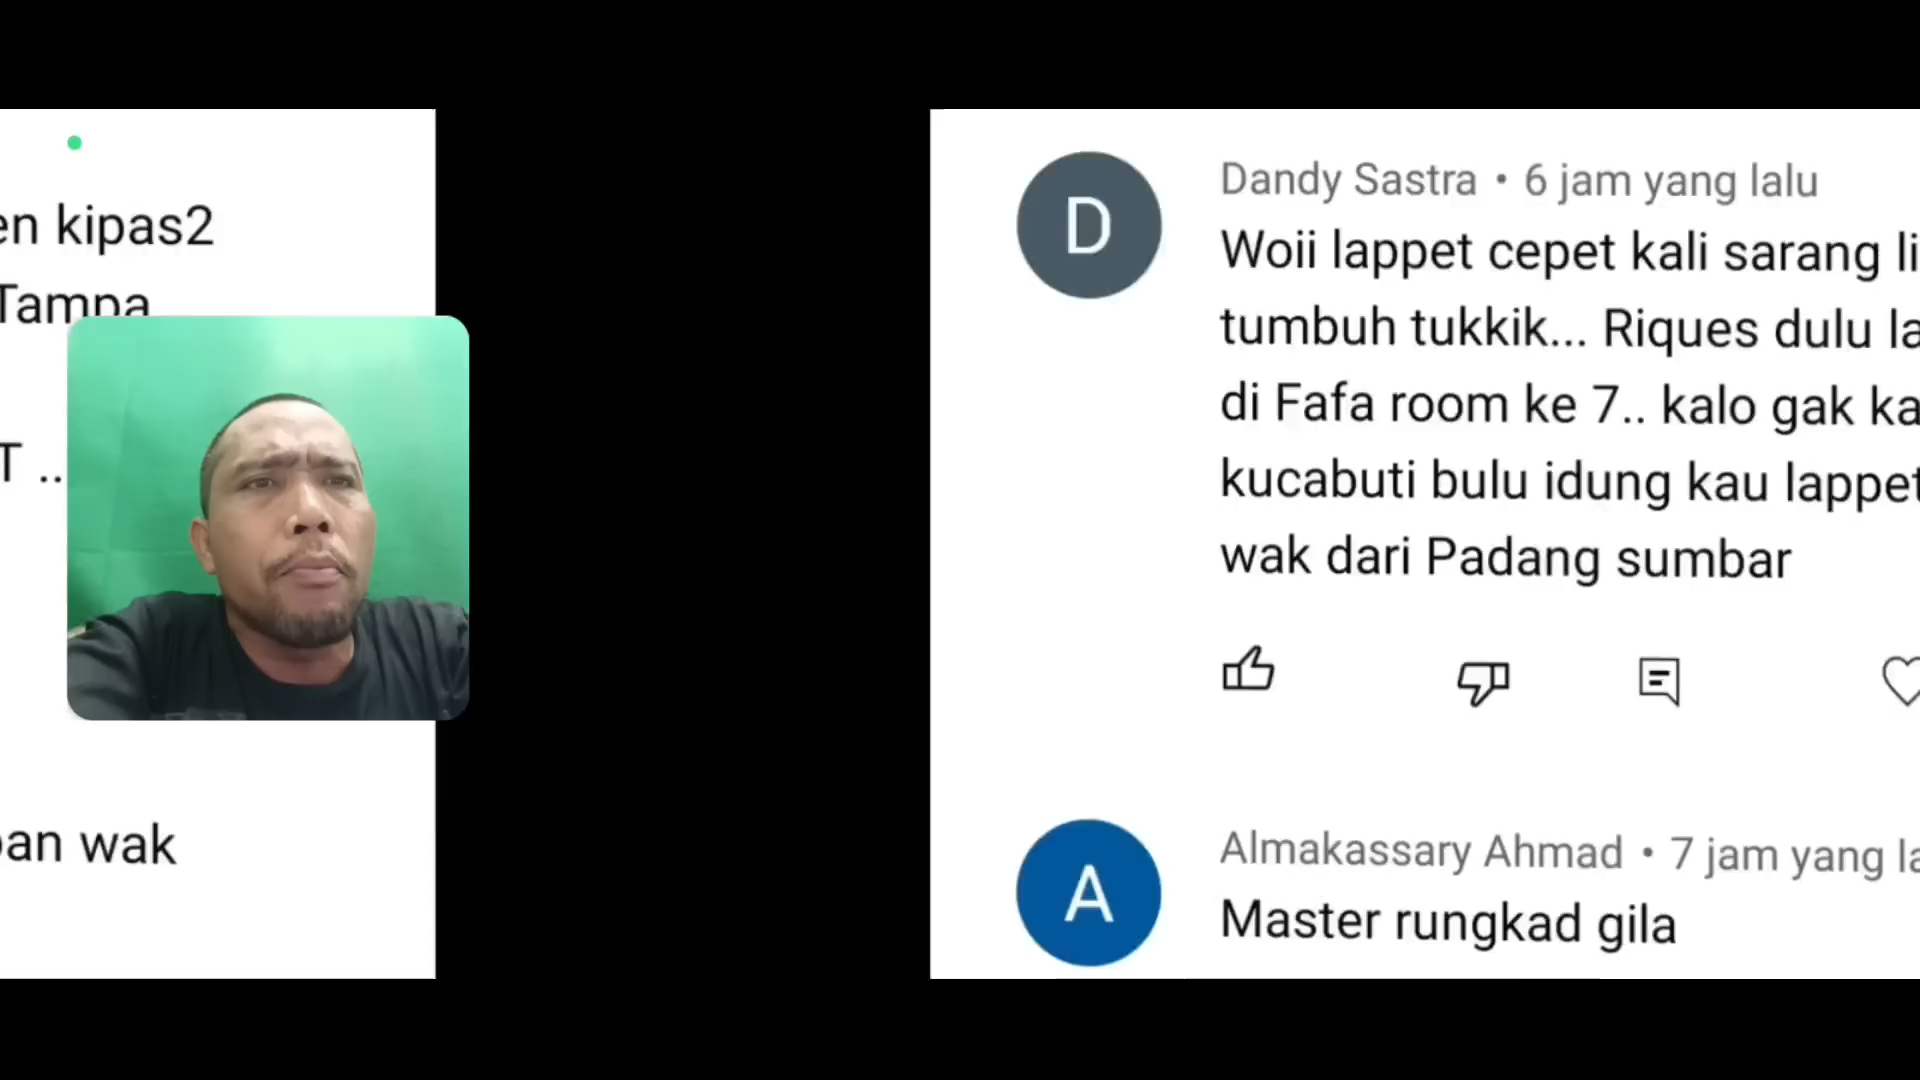 en kipas2
Tampa
T ..
ban wak
D
Dandy Sastra • 6 jam yang lalu
Woii lappet cepet kali sarang li
tumbuh tukkik... Riques dulu la
di Fafa room ke 7.. kalo gak ka
kucabuti bulu idung kau lappet
wak dari Padang sumbar
A
Almakassary Ahmad • 7 jam yang la
Master rungkad gila